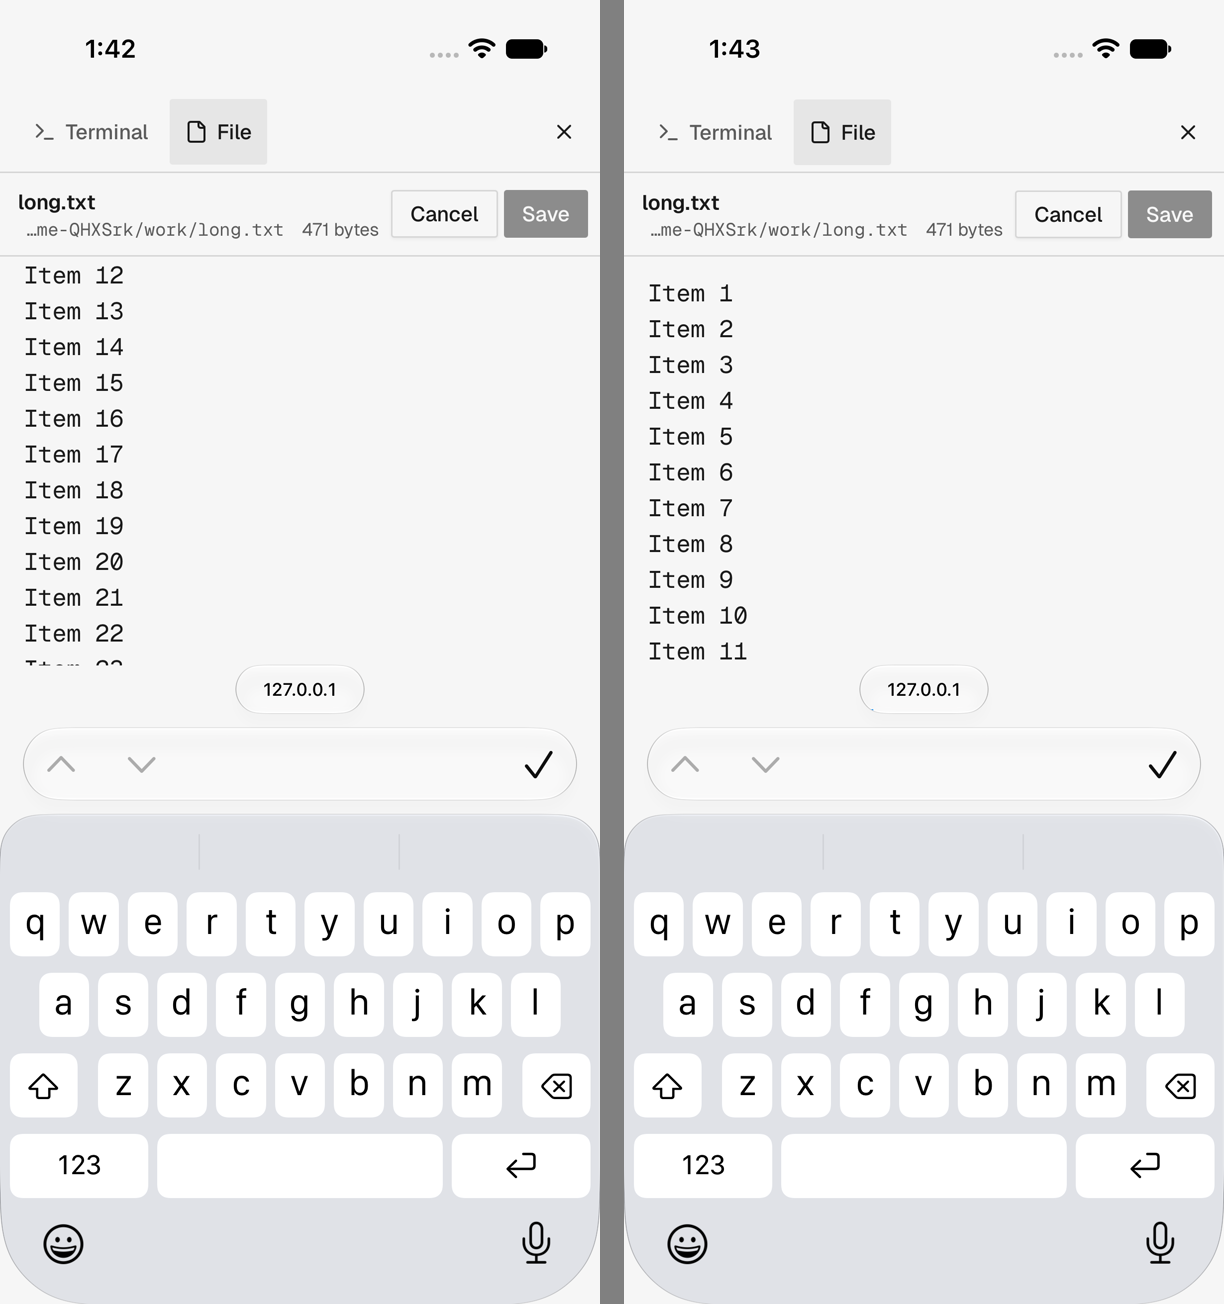 1:42
Terminal File
long.txt
…me-QHXSrk/work/long.txt 471 bytes
Cancel Save
Item 12
Item 13
Item 14
Item 15
Item 16
Item 17
Item 18
Item 19
Item 20
Item 21
Item 22
127.0.0.1
q w e r t y u i o p
a s d f g h j k l
z x c v b n m
123
1:43
Terminal File
long.txt
…me-QHXSrk/work/long.txt 471 bytes
Cancel Save
Item 1
Item 2
Item 3
Item 4
Item 5
Item 6
Item 7
Item 8
Item 9
Item 10
Item 11
127.0.0.1
q w e r t y u i o p
a s d f g h j k l
z x c v b n m
123